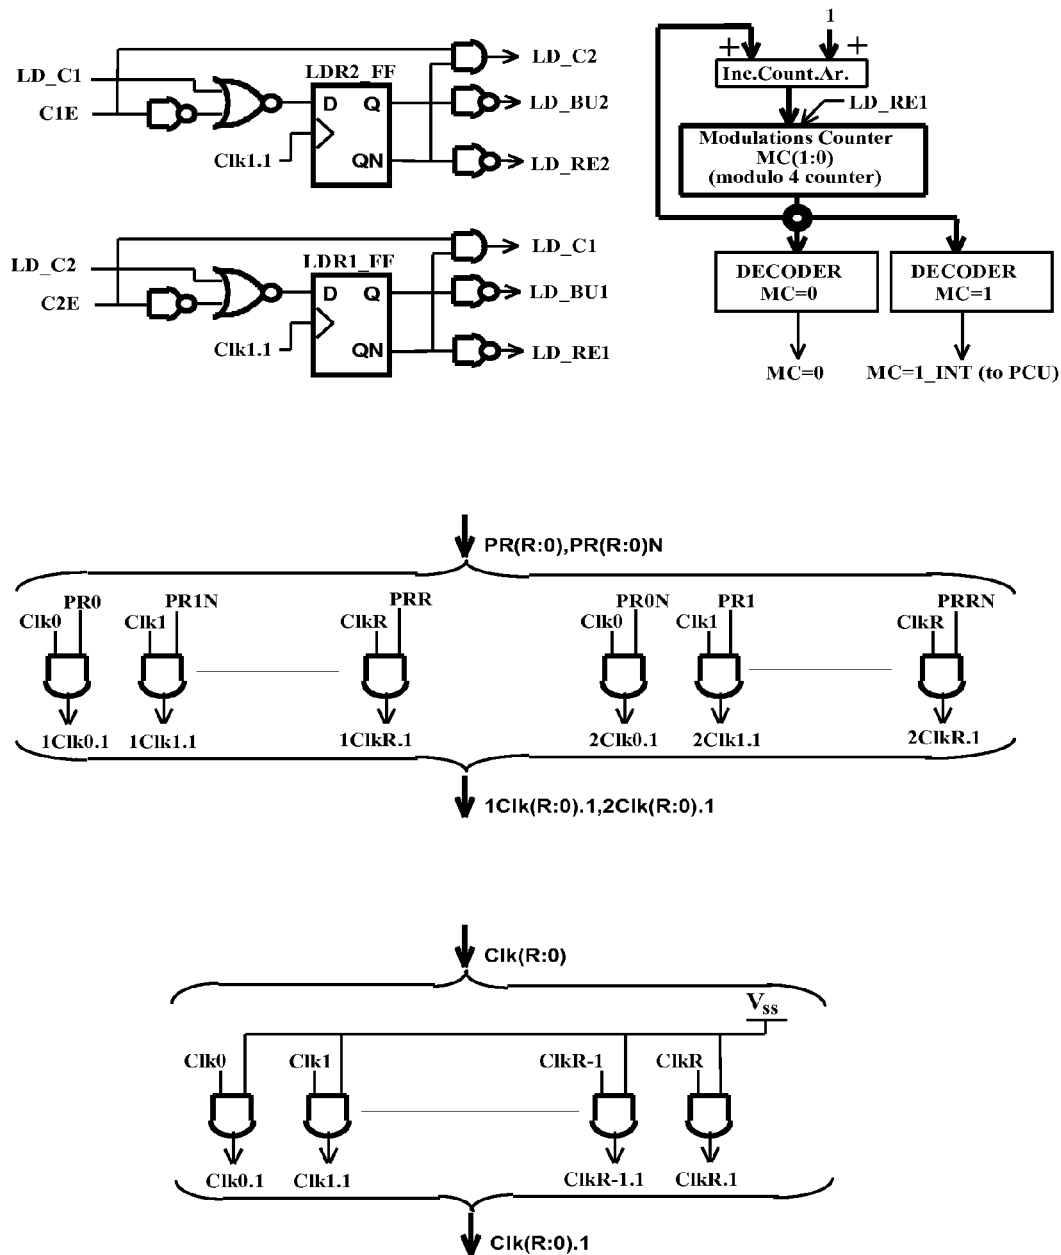 LD_C1
C1E
LDR2_FF
D Q
QN
Clk1.1
LD_C2
LD_BU2
LD_RE2
LD_C2
C2E
LDR1_FF
D Q
QN
Clk1.1
LD_C1
LD_BU1
LD_RE1
1
+ +
Inc.Count.Ar.
LD_RE1
Modulations Counter
MC(1:0)
(modulo 4 counter)
DECODER
MC=0
DECODER
MC=1
MC=0
MC=1_INT (to PCU)
PR(R:0),PR(R:0)N
Clk0 PR0 Clk1 PR1N ClkR PRR Clk0 PR0N Clk1 PR1 ClkR PRRN
1Clk0.1 1Clk1.1 1ClkR.1 2Clk0.1 2Clk1.1 2ClkR.1
1Clk(R:0).1,2Clk(R:0).1
Clk(R:0)
Vss
Clk0 Clk1 ClkR-1 ClkR
Clk0.1 Clk1.1 ClkR-1.1 ClkR.1
Clk(R:0).1